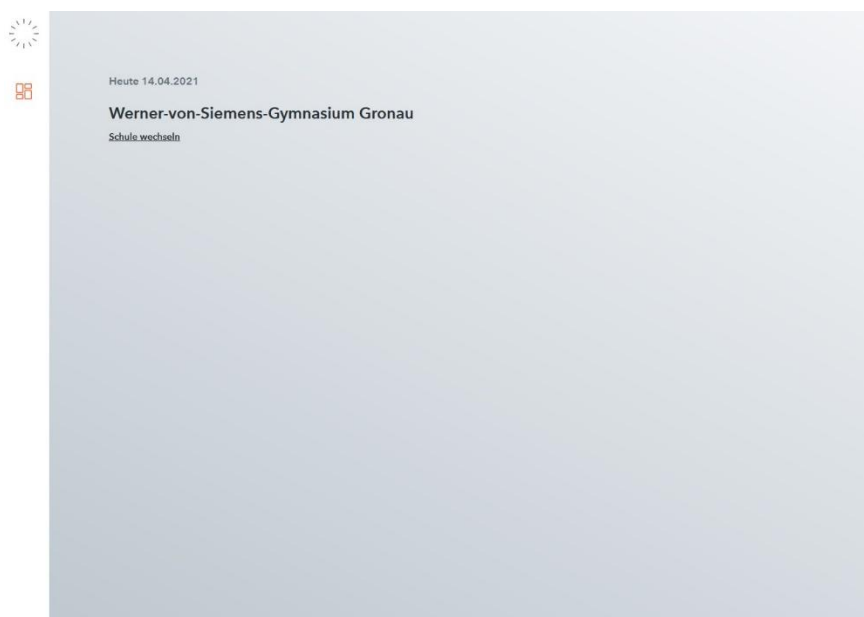 Heute 14.04.2021
Werner-von-Siemens-Gymnasium Gronau
Schule wechseln